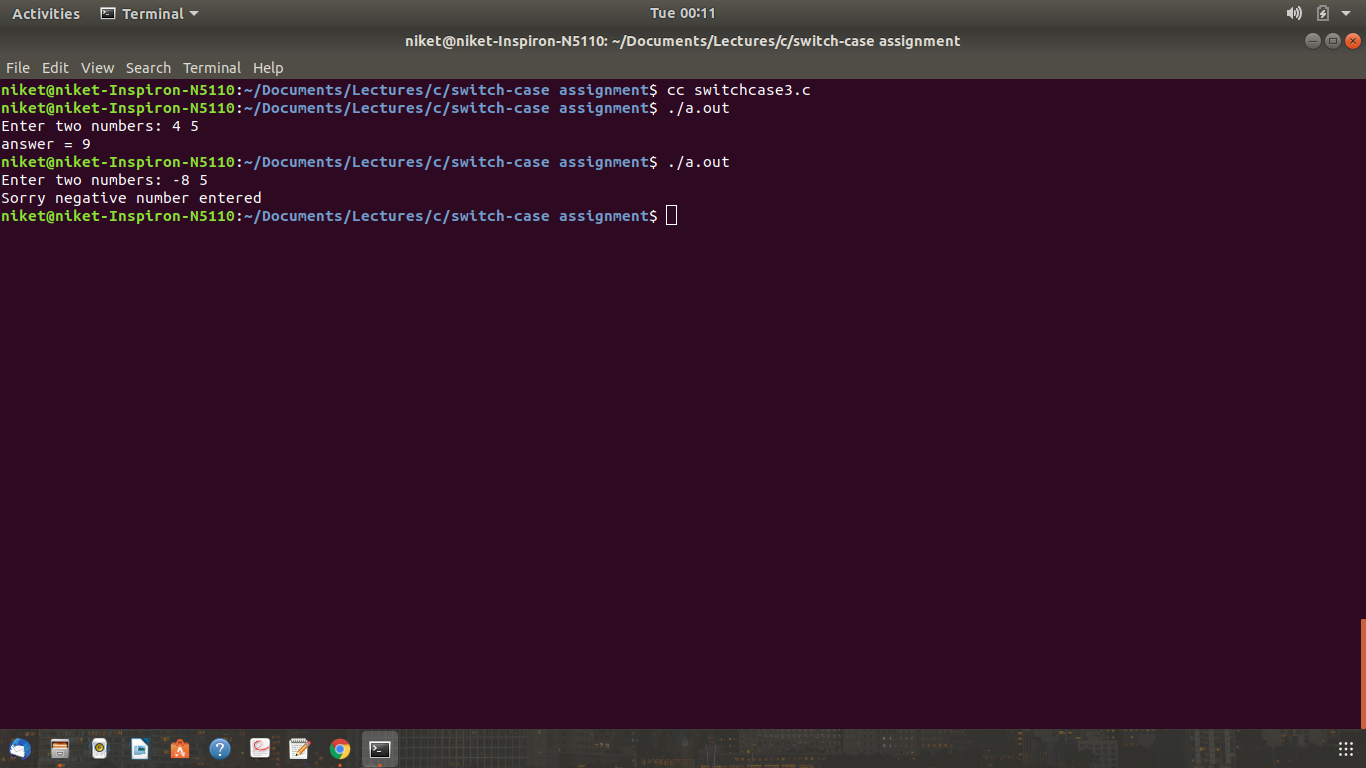 Activities Terminal Tue 00:11
niket@niket-Inspiron-N5110: ~/Documents/Lectures/c/switch-case assignment
File Edit View Search Terminal Help
niket@niket-Inspiron-N5110:~/Documents/Lectures/c/switch-case assignment$ cc switchcase3.c
niket@niket-Inspiron-N5110:~/Documents/Lectures/c/switch-case assignment$ ./a.out
Enter two numbers: 4 5
answer = 9
niket@niket-Inspiron-N5110:~/Documents/Lectures/c/switch-case assignment$ ./a.out
Enter two numbers: -8 5
Sorry negative number entered
niket@niket-Inspiron-N5110:~/Documents/Lectures/c/switch-case assignment$